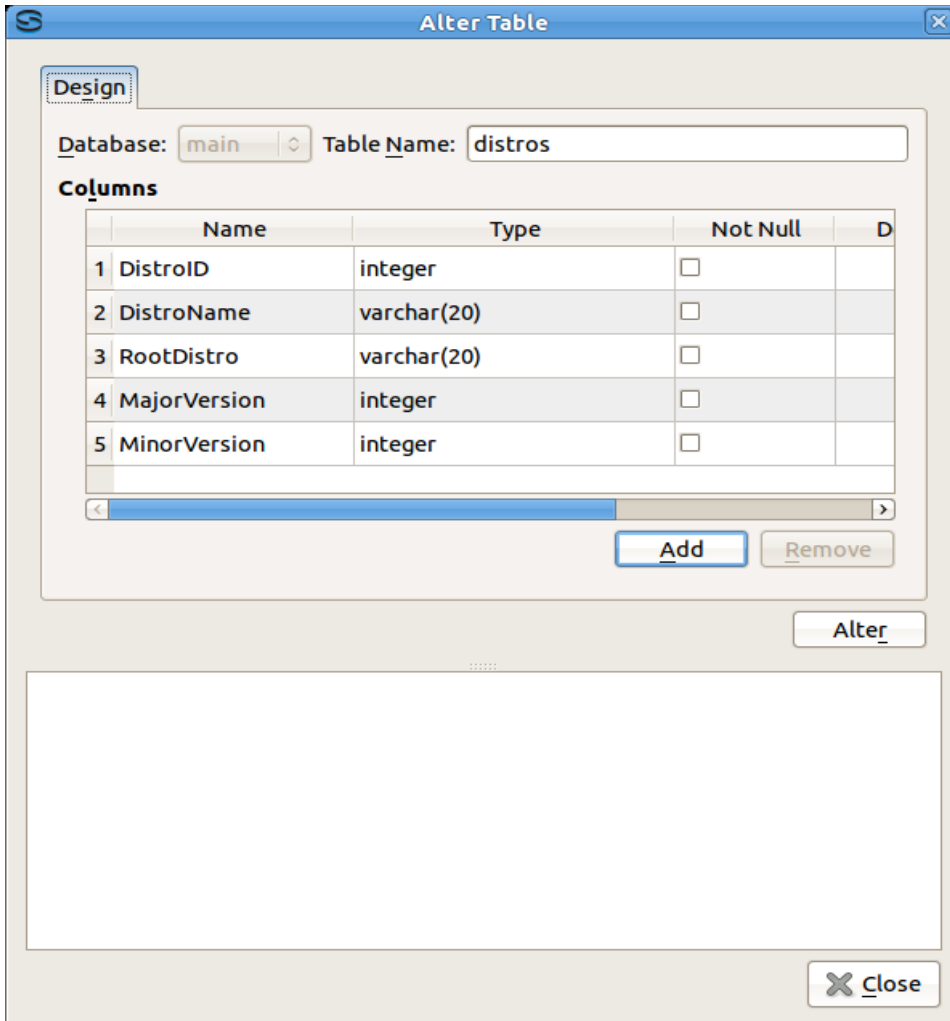 Alter Table
Design
Database: main Table Name: distros
Columns
Name Type Not Null D
1 DistroID integer
2 DistroName varchar(20)
3 RootDistro varchar(20)
4 MajorVersion integer
5 MinorVersion integer
Add Remove
Alter
Close